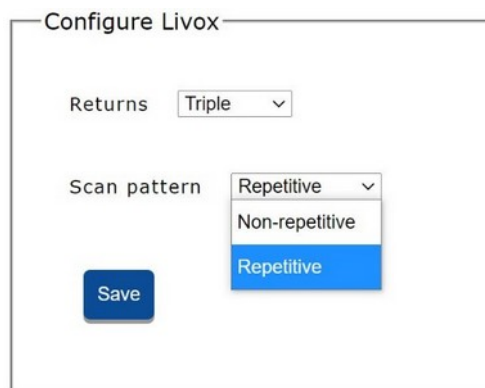 Configure Livox
Returns Triple
Scan pattern Repetitive
Non-repetitive
Repetitive
Save